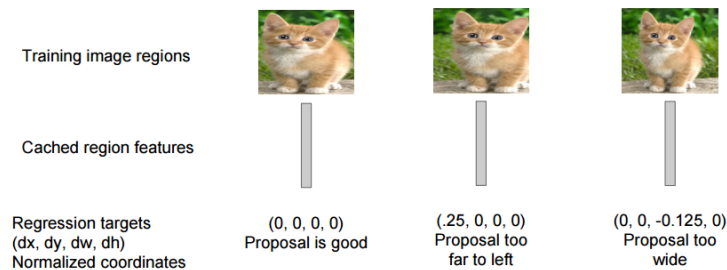 Training image regions
Cached region features
Regression targets
(dx, dy, dw, dh)
Normalized coordinates
(0, 0, 0, 0)
Proposal is good
(.25, 0, 0, 0)
Proposal too
far to left
(0, 0, -0.125, 0)
Proposal too
wide